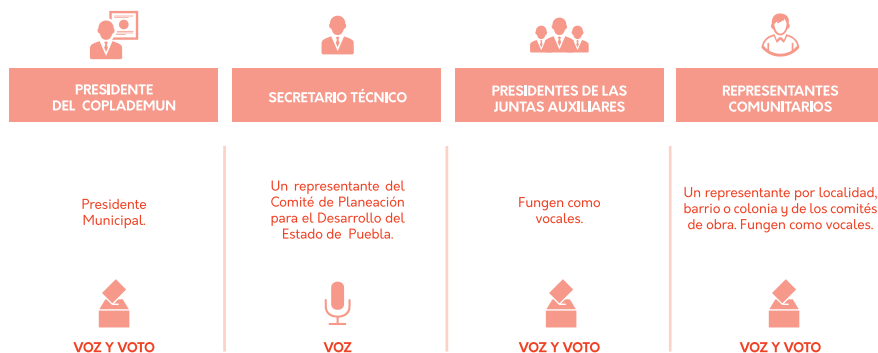 PRESIDENTE
DEL COPLADEMUN
SECRETARIO TÉCNICO
PRESIDENTES DE LAS
JUNTAS AUXILIARES
REPRESENTANTES
COMUNITARIOS
Presidente
Municipal.
Un representante del
Comité de Planeación
para el Desarrollo del
Estado de Puebla.
Fungen como
vocales.
Un representante por localidad,
barrio o colonia y de los comités
de obra. Fungen como vocales.
VOZ Y VOTO
VOZ
VOZ Y VOTO
VOZ Y VOTO